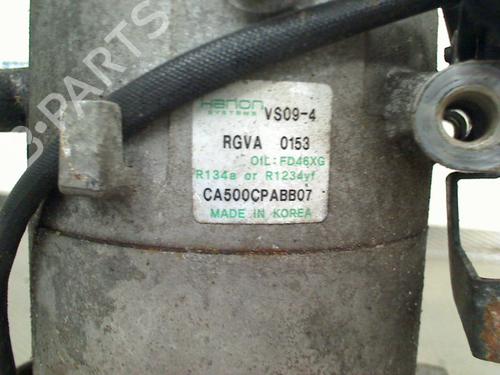 Hanon
SYSTEMS
VS09-4
RGVA 0153
OIL:FD46XG
R134a or R1234yf
CA500CPABB07
MADE IN KOREA
B-PARTS